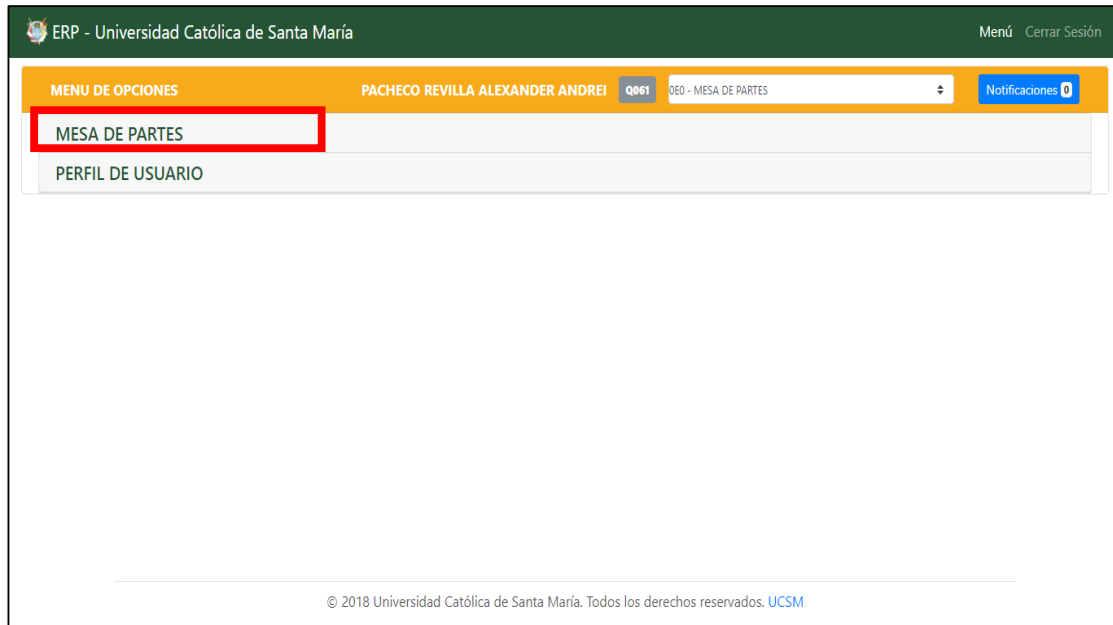 ERP - Universidad Católica de Santa María Menú Cerrar Sesión
MENU DE OPCIONES PACHECO REVILLA ALEXANDER ANDREI Q061 0E0 - MESA DE PARTES Notificaciones 0
MESA DE PARTES
PERFIL DE USUARIO
© 2018 Universidad Católica de Santa María. Todos los derechos reservados. UCSM